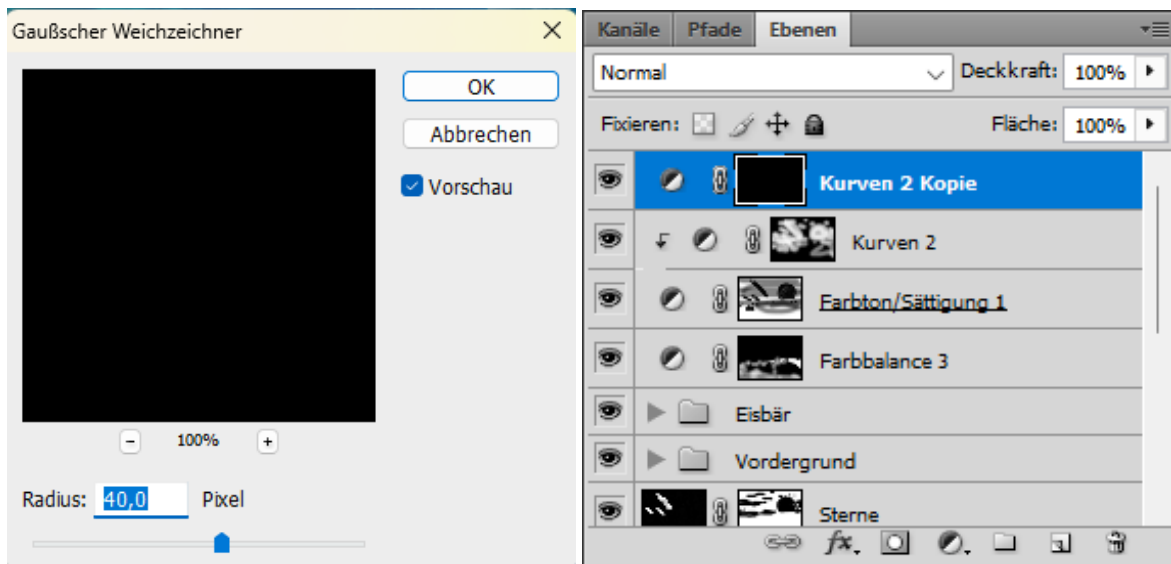 Gaußscher Weichzeichner
OK
Abbrechen
Vorschau
100%
Radius: 40,0 Pixel
Kanäle Pfade Ebenen
Normal Deckkraft: 100%
Fixieren: Fläche: 100%
Kurven 2 Kopie
Kurven 2
Farbton/Sättigung 1
Farbbalance 3
Eisbär
Vordergrund
Sterne
fx.